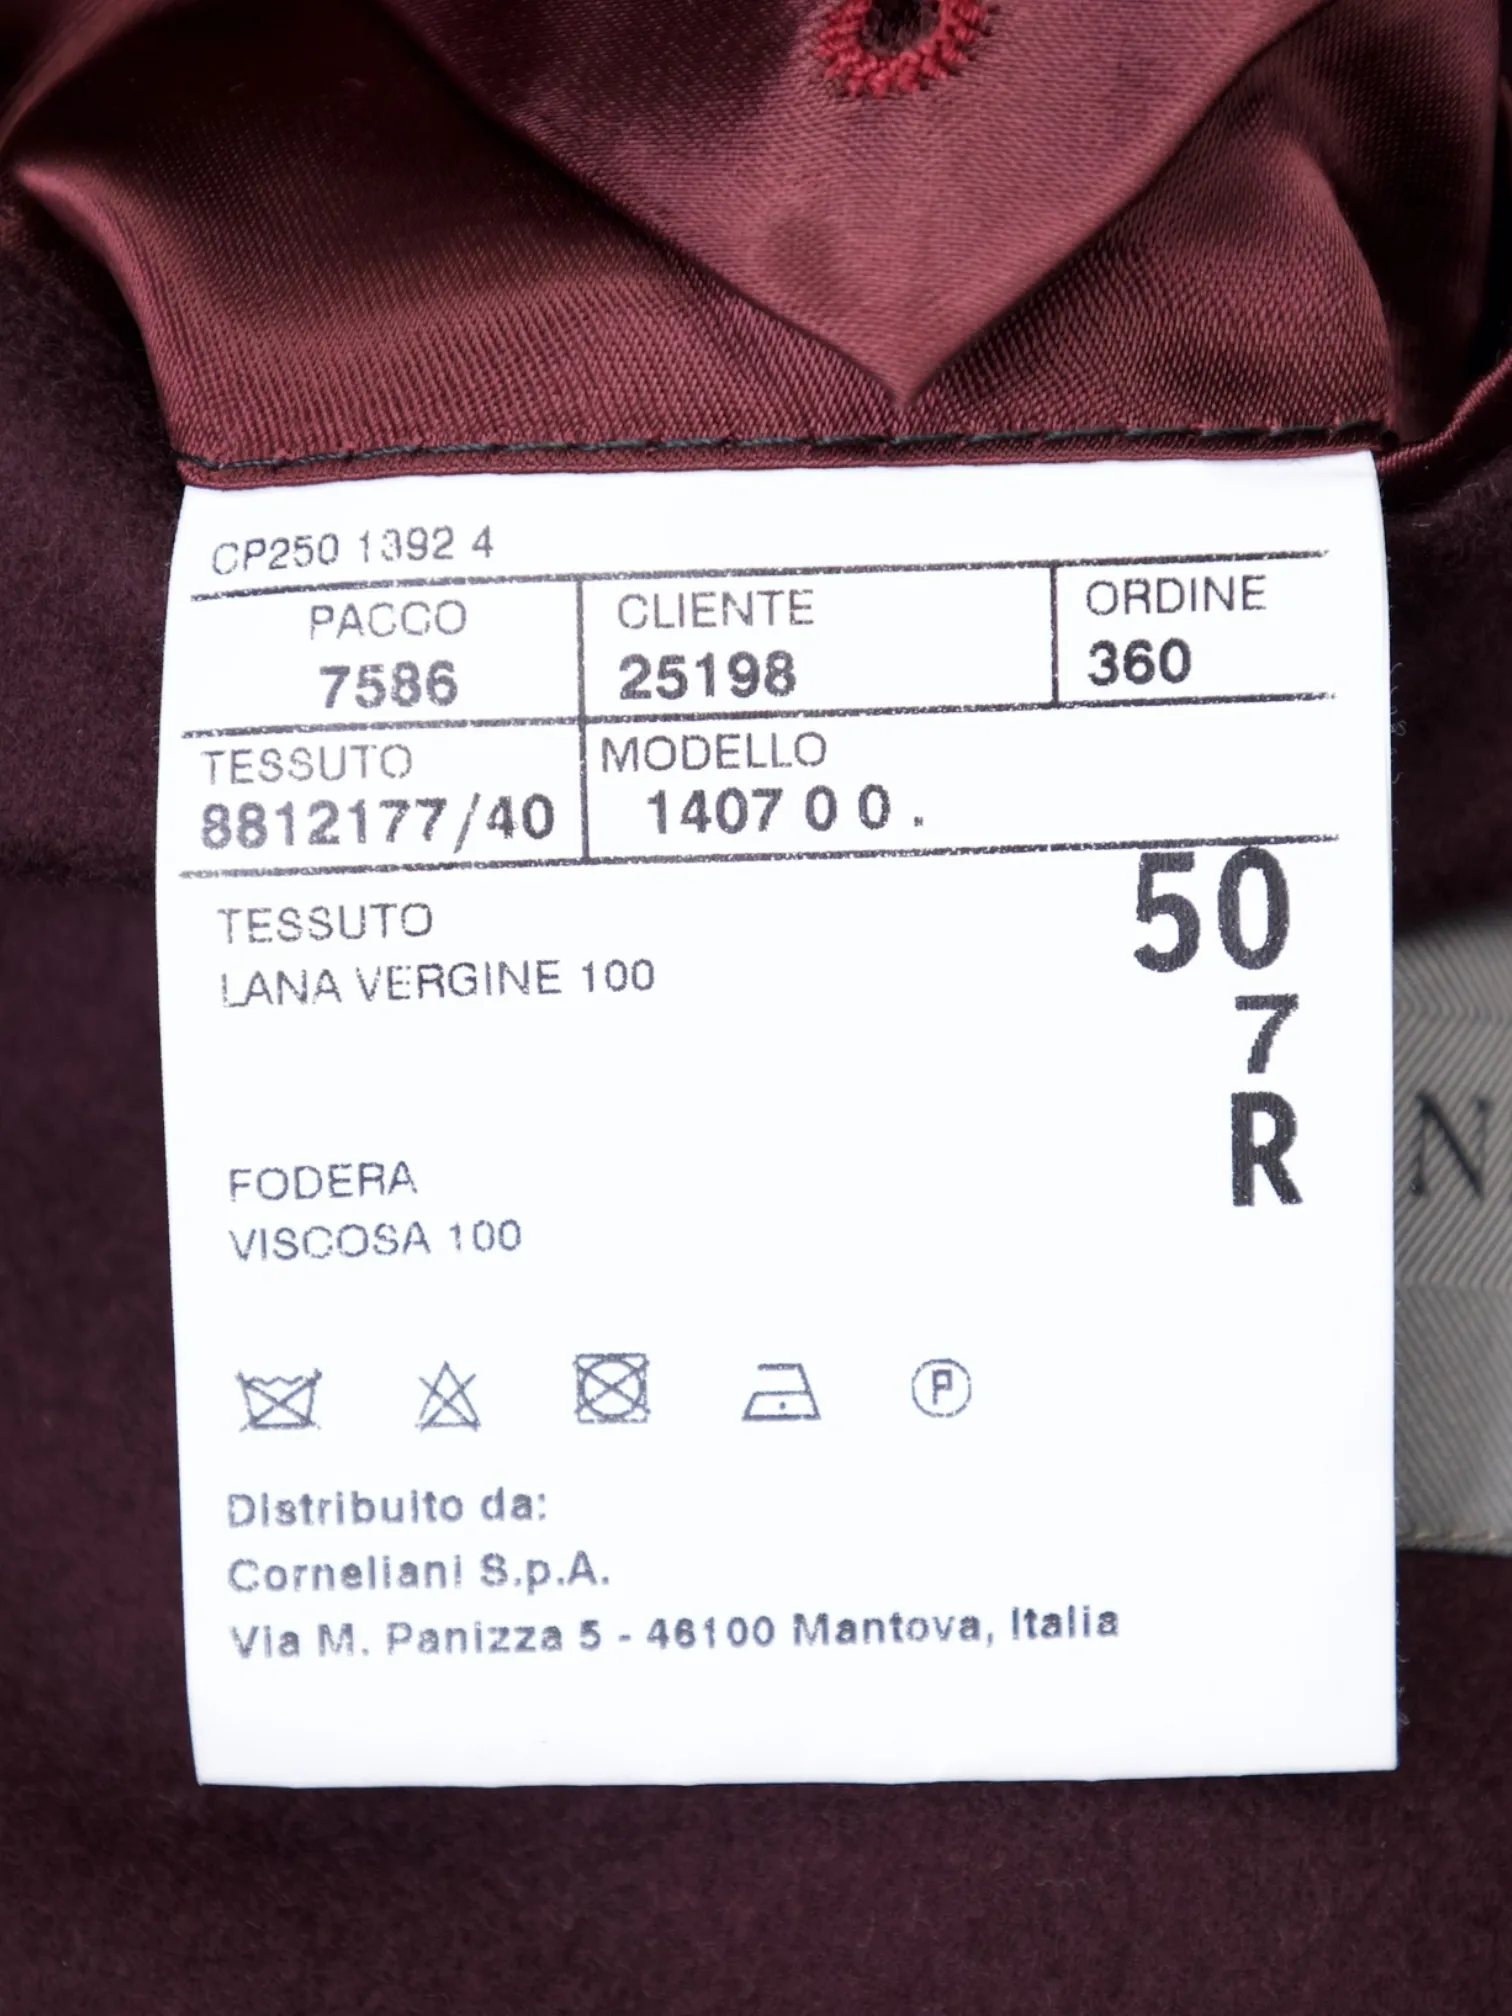 CP250 1392 4
PACCO CLIENTE ORDINE
7586 25198 360
TESSUTO MODELLO
8812177/40 1407 0 0 .
50
TESSUTO
LANA VERGINE 100
7
R
FODERA
VISCOSA 100
P
Distribuito da:
Corneliani S.p.A.
Via M. Panizza 5 - 46100 Mantova, Italia
N